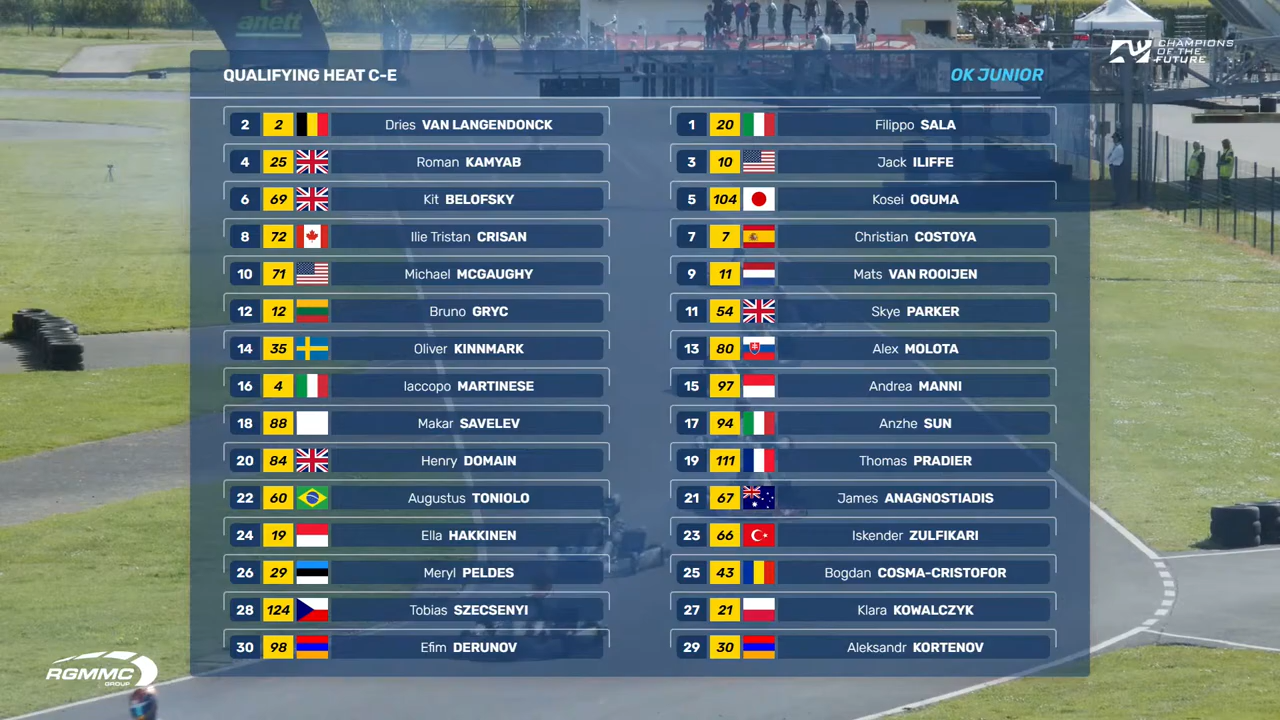 anett
CHAMPIONS
OF THE
FUTURE
QUALIFYING HEAT C-E
OK JUNIOR
2 2 Dries VAN LANGENDONCK
1 20 Filippo SALA
4 25 Roman KAMYAB
3 10 Jack ILIFFE
6 69 Kit BELOFSKY
5 104 Kosei OGUMA
8 72 Ilie Tristan CRISAN
7 7 Christian COSTOYA
10 71 Michael MCGAUGHY
9 11 Mats VAN ROOIJEN
12 12 Bruno GRYC
11 54 Skye PARKER
14 35 Oliver KINNMARK
13 80 Alex MOLOTA
16 4 Iaccopo MARTINESE
15 97 Andrea MANNI
18 88 Makar SAVELEV
17 94 Anzhe SUN
20 84 Henry DOMAIN
19 111 Thomas PRADIER
22 60 Augustus TONIOLO
21 67 James ANAGNOSTIADIS
24 19 Ella HAKKINEN
23 66 Iskender ZULFIKARI
26 29 Meryl PELDES
25 43 Bogdan COSMA-CRISTOFOR
28 124 Tobias SZECSENYI
27 21 Klara KOWALCZYK
30 98 Efim DERUNOV
29 30 Aleksandr KORTENOV
RGMMC
GROUP